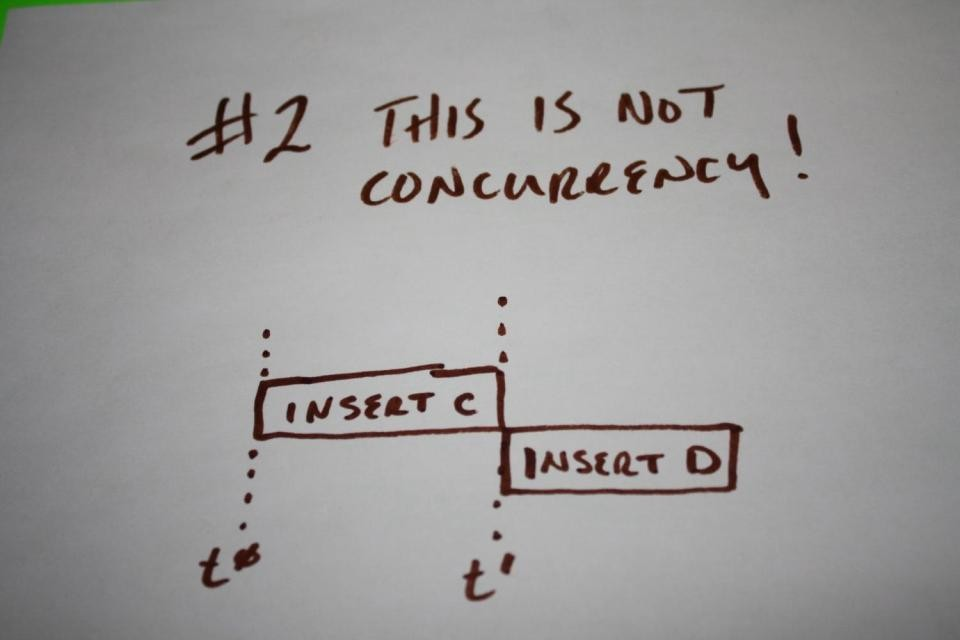 #2 THIS IS NOT
CONCURRENCY!
INSERT C
INSERT D
t0
t1